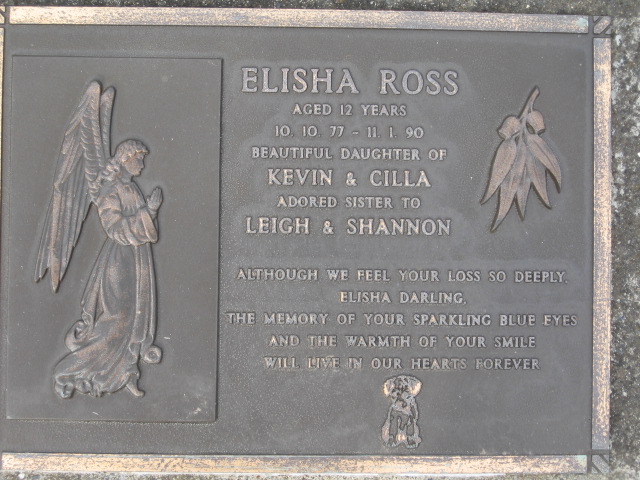 ELISHA ROSS
AGED 12 YEARS
10. 10. 77 - 11. 1. 90
BEAUTIFUL DAUGHTER OF
KEVIN & CILLA
ADORED SISTER TO
LEIGH & SHANNON
ALTHOUGH WE FEEL YOUR LOSS SO DEEPLY,
ELISHA DARLING,
THE MEMORY OF YOUR SPARKLING BLUE EYES
AND THE WARMTH OF YOUR SMILE
WILL LIVE IN OUR HEARTS FOREVER